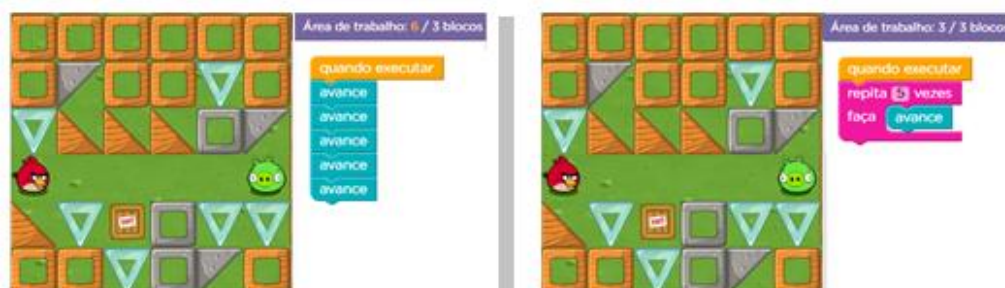 Área de trabalho: 6 / 3 blocos
quando executar
avance
avance
avance
avance
avance
Área de trabalho: 3 / 3 bloco
quando executar
repita 5 vezes
faça avance